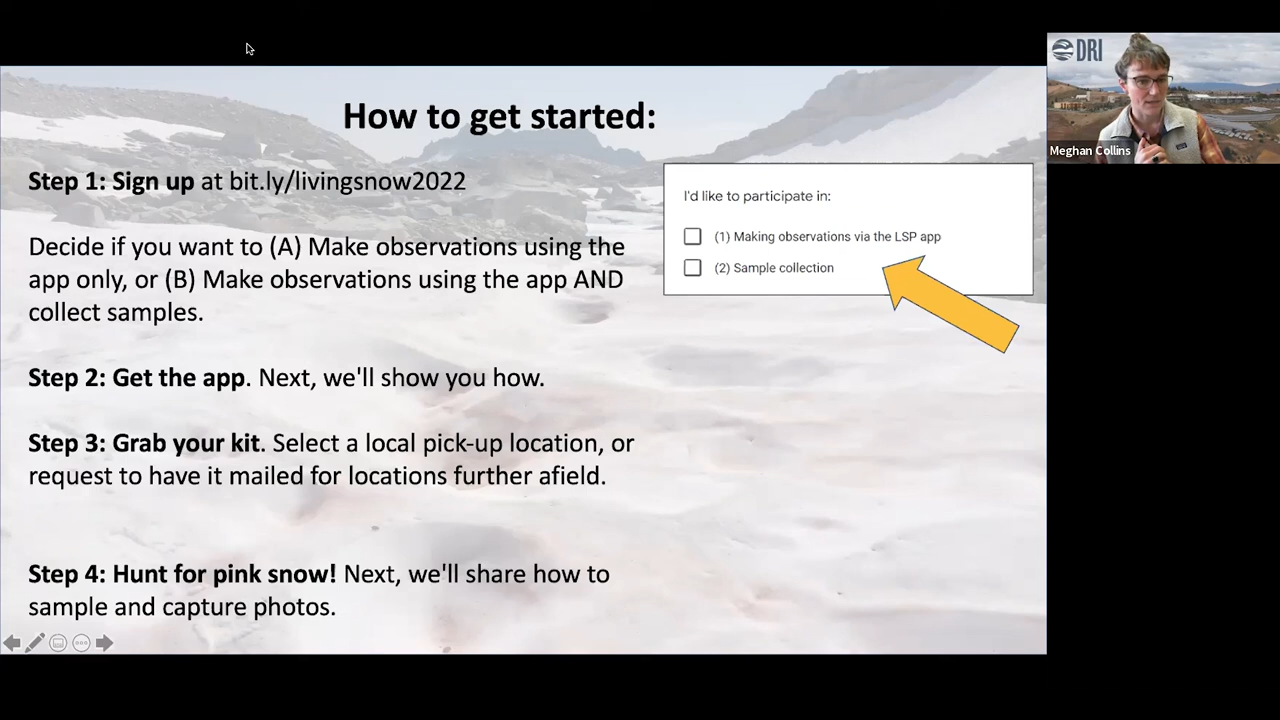 How to get started:
Step 1: Sign up at bit.ly/livingsnow2022
Decide if you want to (A) Make observations using the
app only, or (B) Make observations using the app AND
collect samples.
Step 2: Get the app. Next, we'll show you how.
Step 3: Grab your kit. Select a local pick-up location, or
request to have it mailed for locations further afield.
Step 4: Hunt for pink snow! Next, we'll share how to
sample and capture photos.
I'd like to participate in:
(1) Making observations via the LSP app
(2) Sample collection
DRI
Meghan Collins